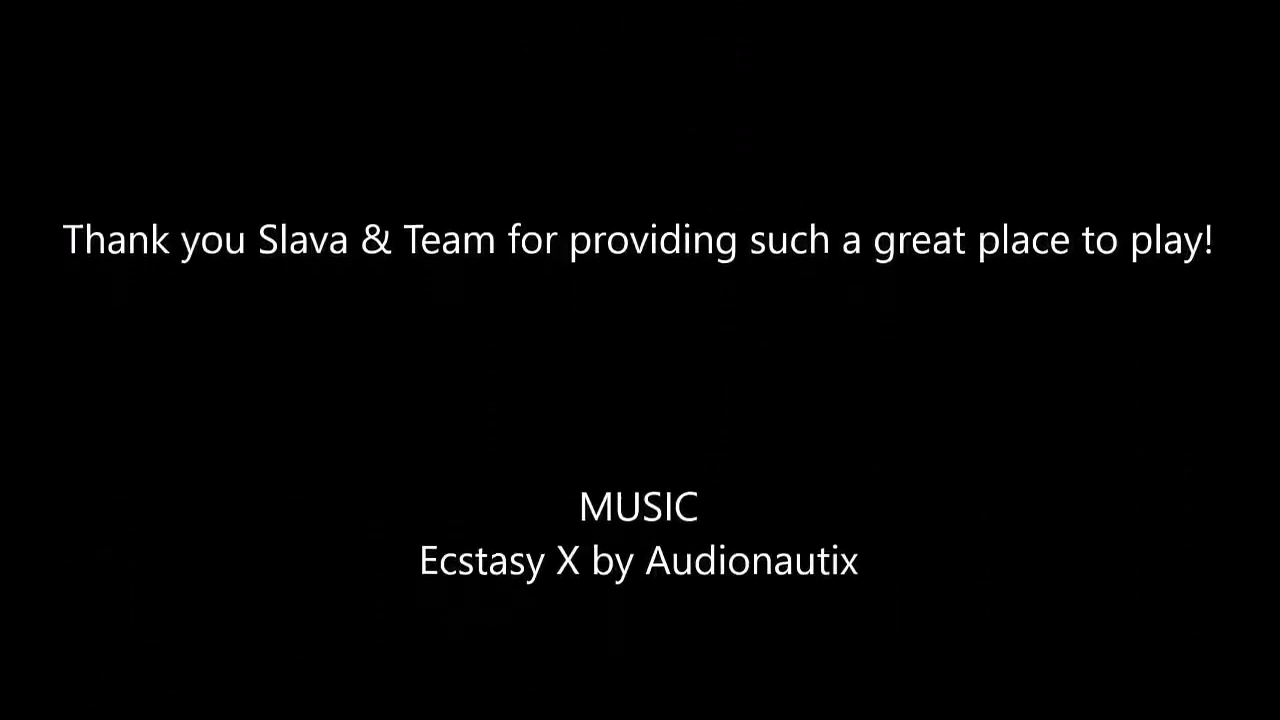 Thank you Slava & Team for providing such a great place to play!
MUSIC
Ecstasy X by Audionautix